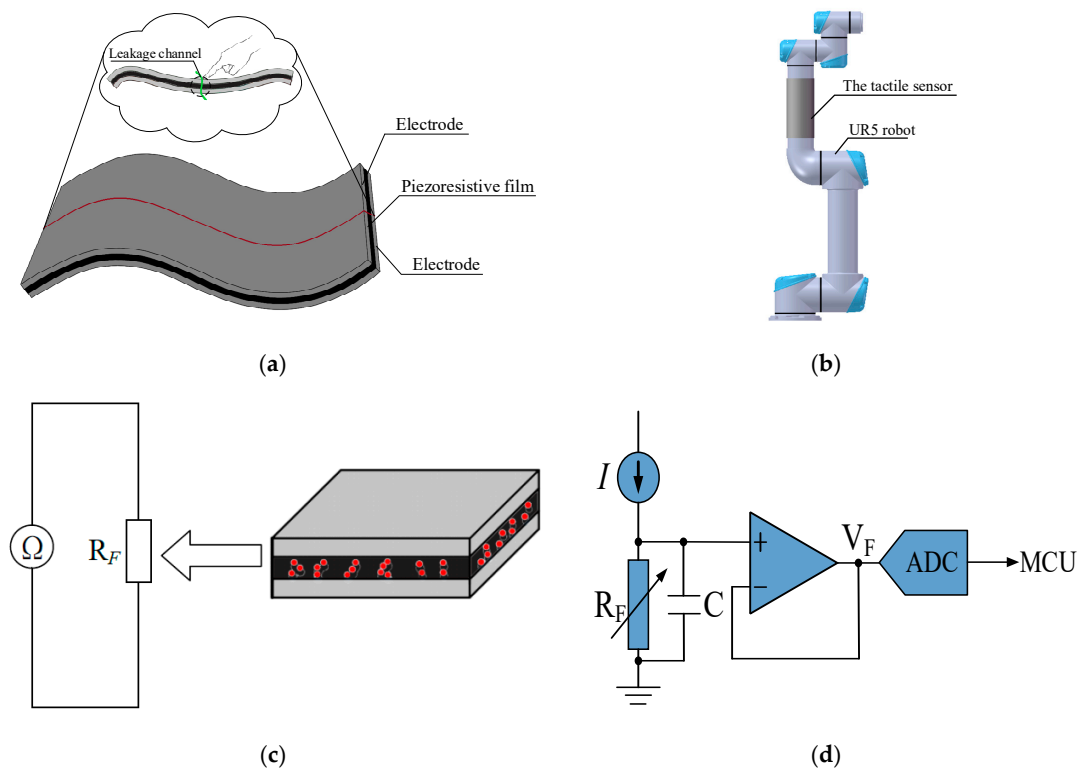 Leakage channel
Electrode
Piezoresistive film
Electrode
(a)
The tactile sensor
UR5 robot
(b)
Ω
R_F
(c)
I
R_F
C
+
−
V_F
ADC
MCU
(d)